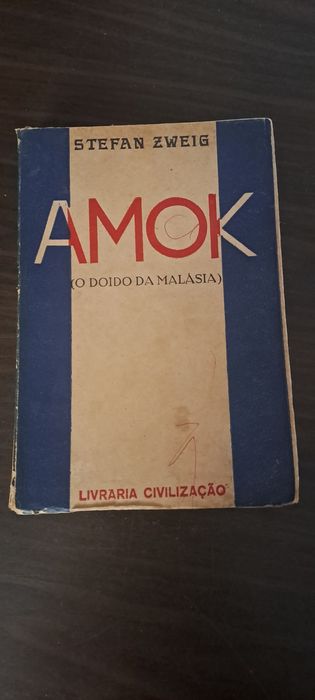 STEFAN ZWEIG
AMOK
(O DOIDO DA MALÁSIA)
LIVRARIA CIVILIZAÇÃO